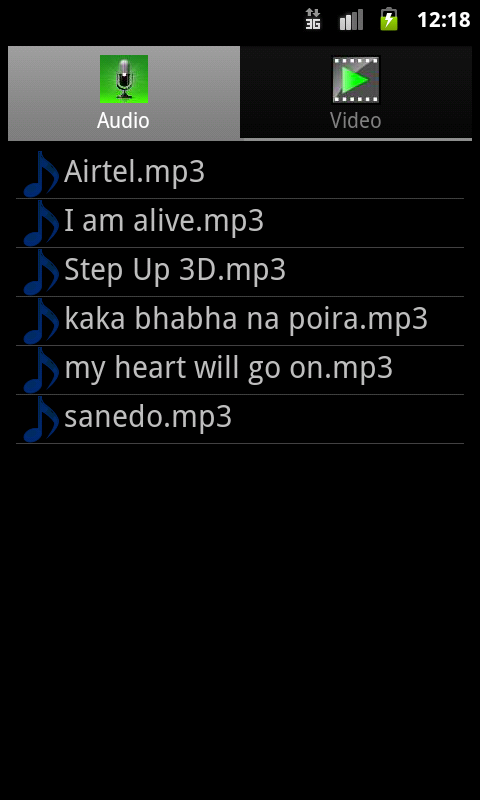 3G 12:18
Audio Video
Airtel.mp3
I am alive.mp3
Step Up 3D.mp3
kaka bhabha na poira.mp3
my heart will go on.mp3
sanedo.mp3